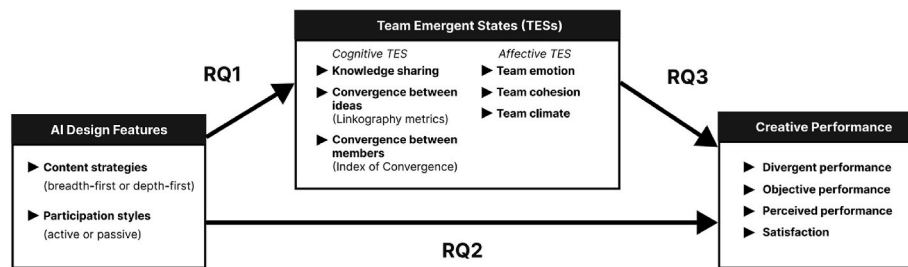 Team Emergent States (TESs)
Cognitive TES
▶ Knowledge sharing
▶ Convergence between
ideas
(Linkography metrics)
▶ Convergence between
members
(Index of Convergence)
Affective TES
▶ Team emotion
▶ Team cohesion
▶ Team climate
RQ1
RQ3
AI Design Features
▶ Content strategies
(breadth-first or depth-first)
▶ Participation styles
(active or passive)
RQ2
Creative Performance
▶ Divergent performance
▶ Objective performance
▶ Perceived performance
▶ Satisfaction